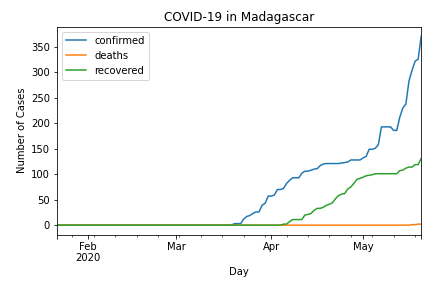 COVID-19 in Madagascar
confirmed
deaths
recovered
Number of Cases
350
300
250
200
150
100
50
0
Feb
2020
Mar
Apr
May
Day